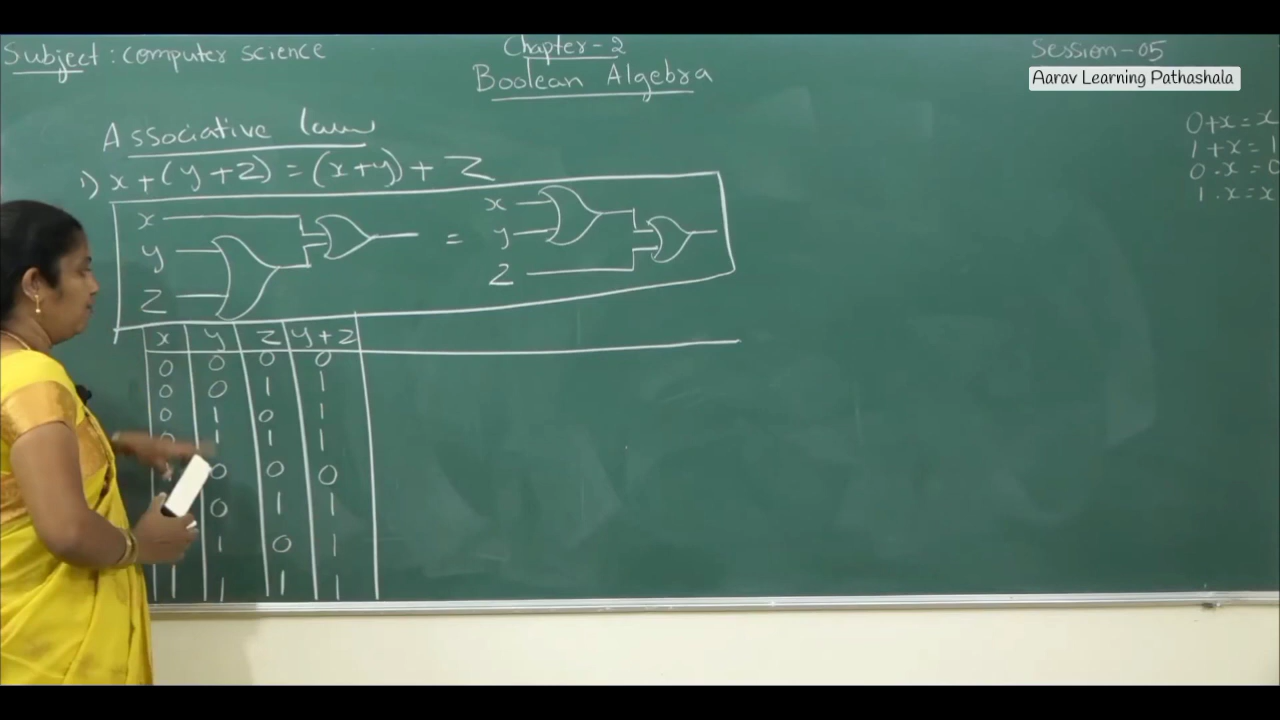 Subject : computer science
Chapter - 2
Boolean Algebra
Session - 05
Aarav Learning Pathashala
0+x = x
1+x = 1
0 . x = 0
1 . x = x
Associative law
1) x + (y + z) = (x+y) + z
x
y
z
=
x
y
z
x y z y + z
0 0 0 0
0 0 1 1
0 1 0 1
0 1 1 1
0 0 0
0 1 1
1 0 1
1 1 1 1